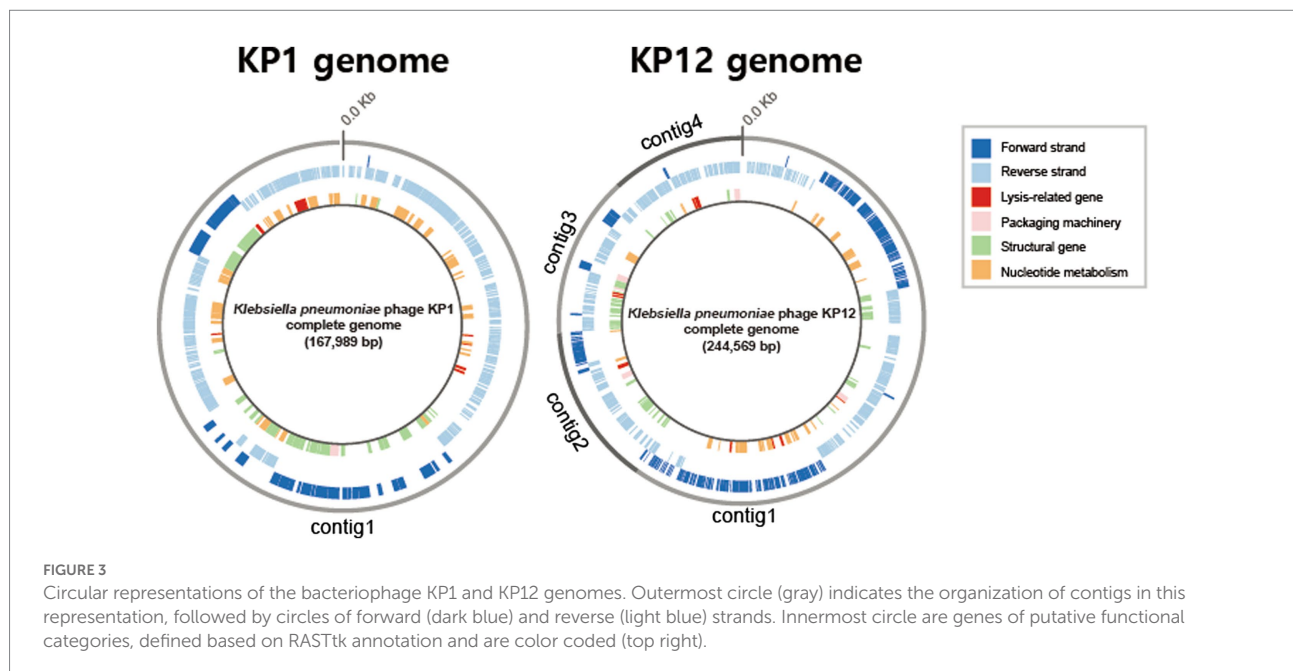 KP1 genome
KP12 genome
0.0 Kb
0.0 Kb
contig4
contig3
contig2
contig1
contig1
Klebsiella pneumoniae phage KP1
complete genome
(167,989 bp)
Klebsiella pneumoniae phage KP12
complete genome
(244,569 bp)
Forward strand
Reverse strand
Lysis-related gene
Packaging machinery
Structural gene
Nucleotide metabolism
FIGURE 3
Circular representations of the bacteriophage KP1 and KP12 genomes. Outermost circle (gray) indicates the organization of contigs in this
representation, followed by circles of forward (dark blue) and reverse (light blue) strands. Innermost circle are genes of putative functional
categories, defined based on RASTtk annotation and are color coded (top right).